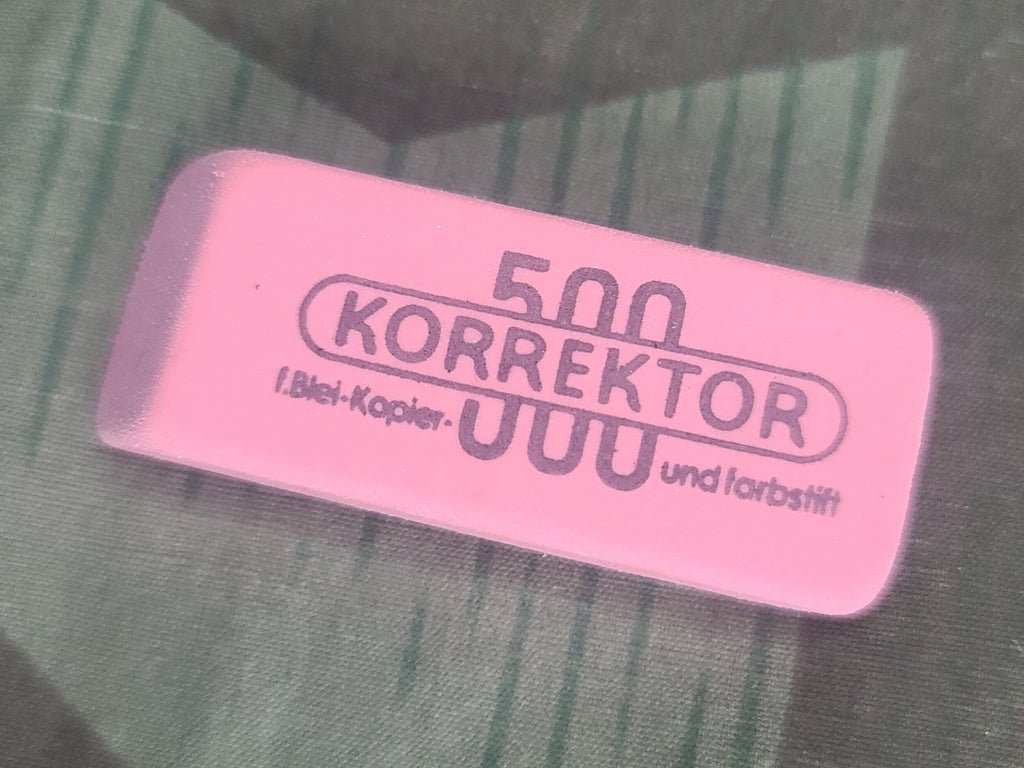 500
KORREKTOR
f.Blei-Kopier- und farbstift